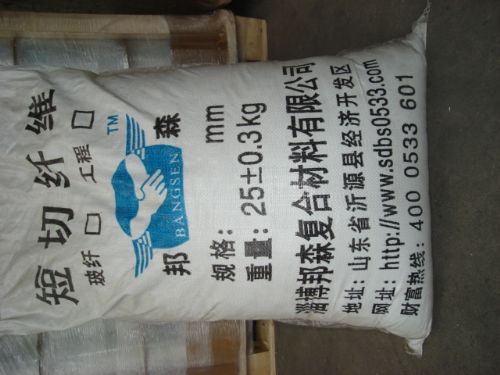 短切纤维
玻纤 □ 工程 □
TM
BANGSEN
邦 森
规格: mm
重量: 25±0.3kg
淄博邦森复合材料有限公司
地址: 山东省沂源县经济开发区
网址: http://www.sdbs0533.com
财富热线: 400 0533 601